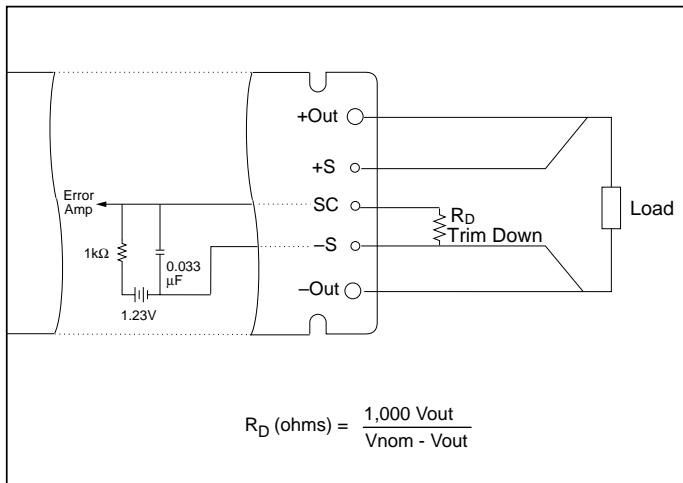 +Out
+S
Error
Amp
SC
R_D
Load
Trim Down
1kΩ
–S
0.033
μF
1.23V
–Out
R_D (ohms) = 1,000 Vout
Vnom - Vout